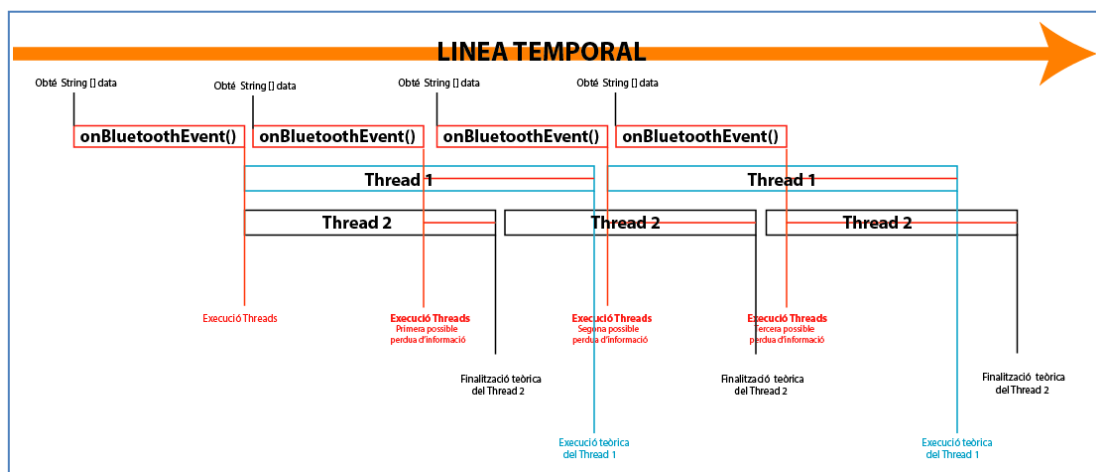 LINEA TEMPORAL
Obté String [] data
Obté String [] data
Obté String [] data
Obté String [] data
onBluetoothEvent()
onBluetoothEvent()
onBluetoothEvent()
onBluetoothEvent()
Thread 1
Thread 1
Thread 2
Thread 2
Thread 2
Execució Threads
Execució Threads
Primera possible
perdua d'informació
Execució Threads
Segona possible
perdua d'informació
Execució Threads
Tercera possible
perdua d'informació
Finalització teòrica
del Thread 2
Finalització teòrica
del Thread 2
Finalització teòrica
del Thread 2
Execució teòrica
del Thread 1
Execució teòrica
del Thread 1